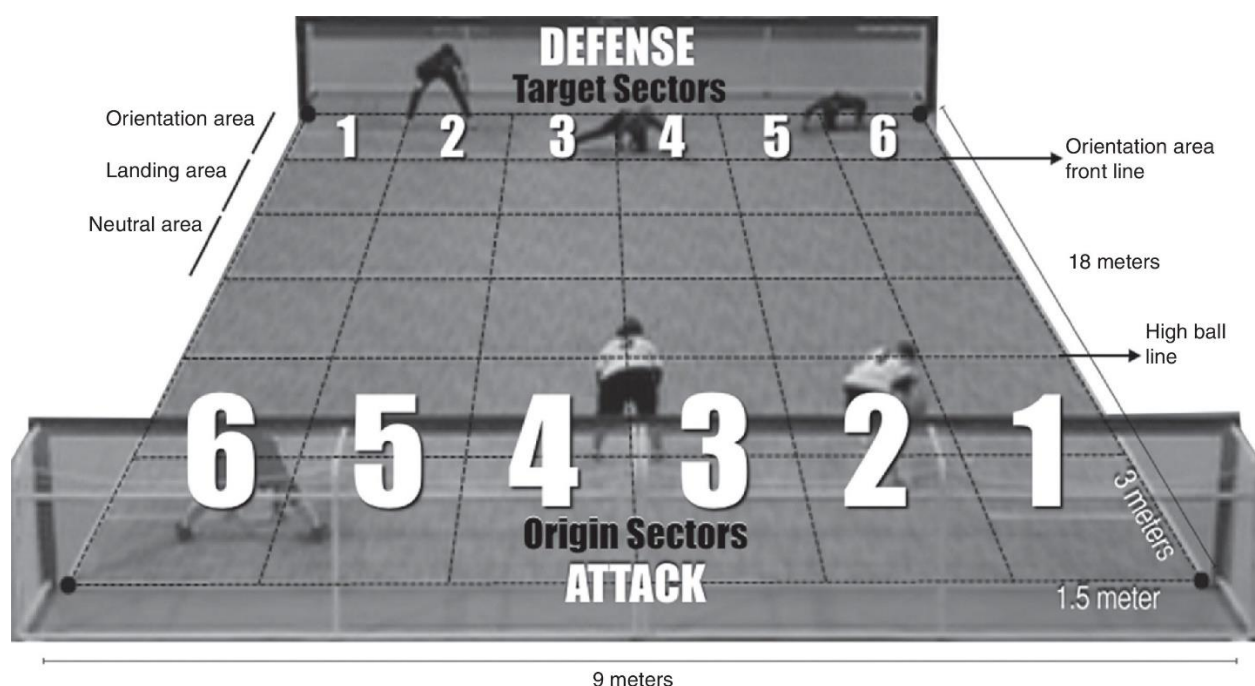 DEFENSE
Target Sectors
Orientation area
1 2 3 4 5 6
Landing area
Orientation area
front line
Neutral area
18 meters
High ball
line
6 5 4 3 2 1
3 meters
Origin Sectors
ATTACK
1.5 meter
9 meters